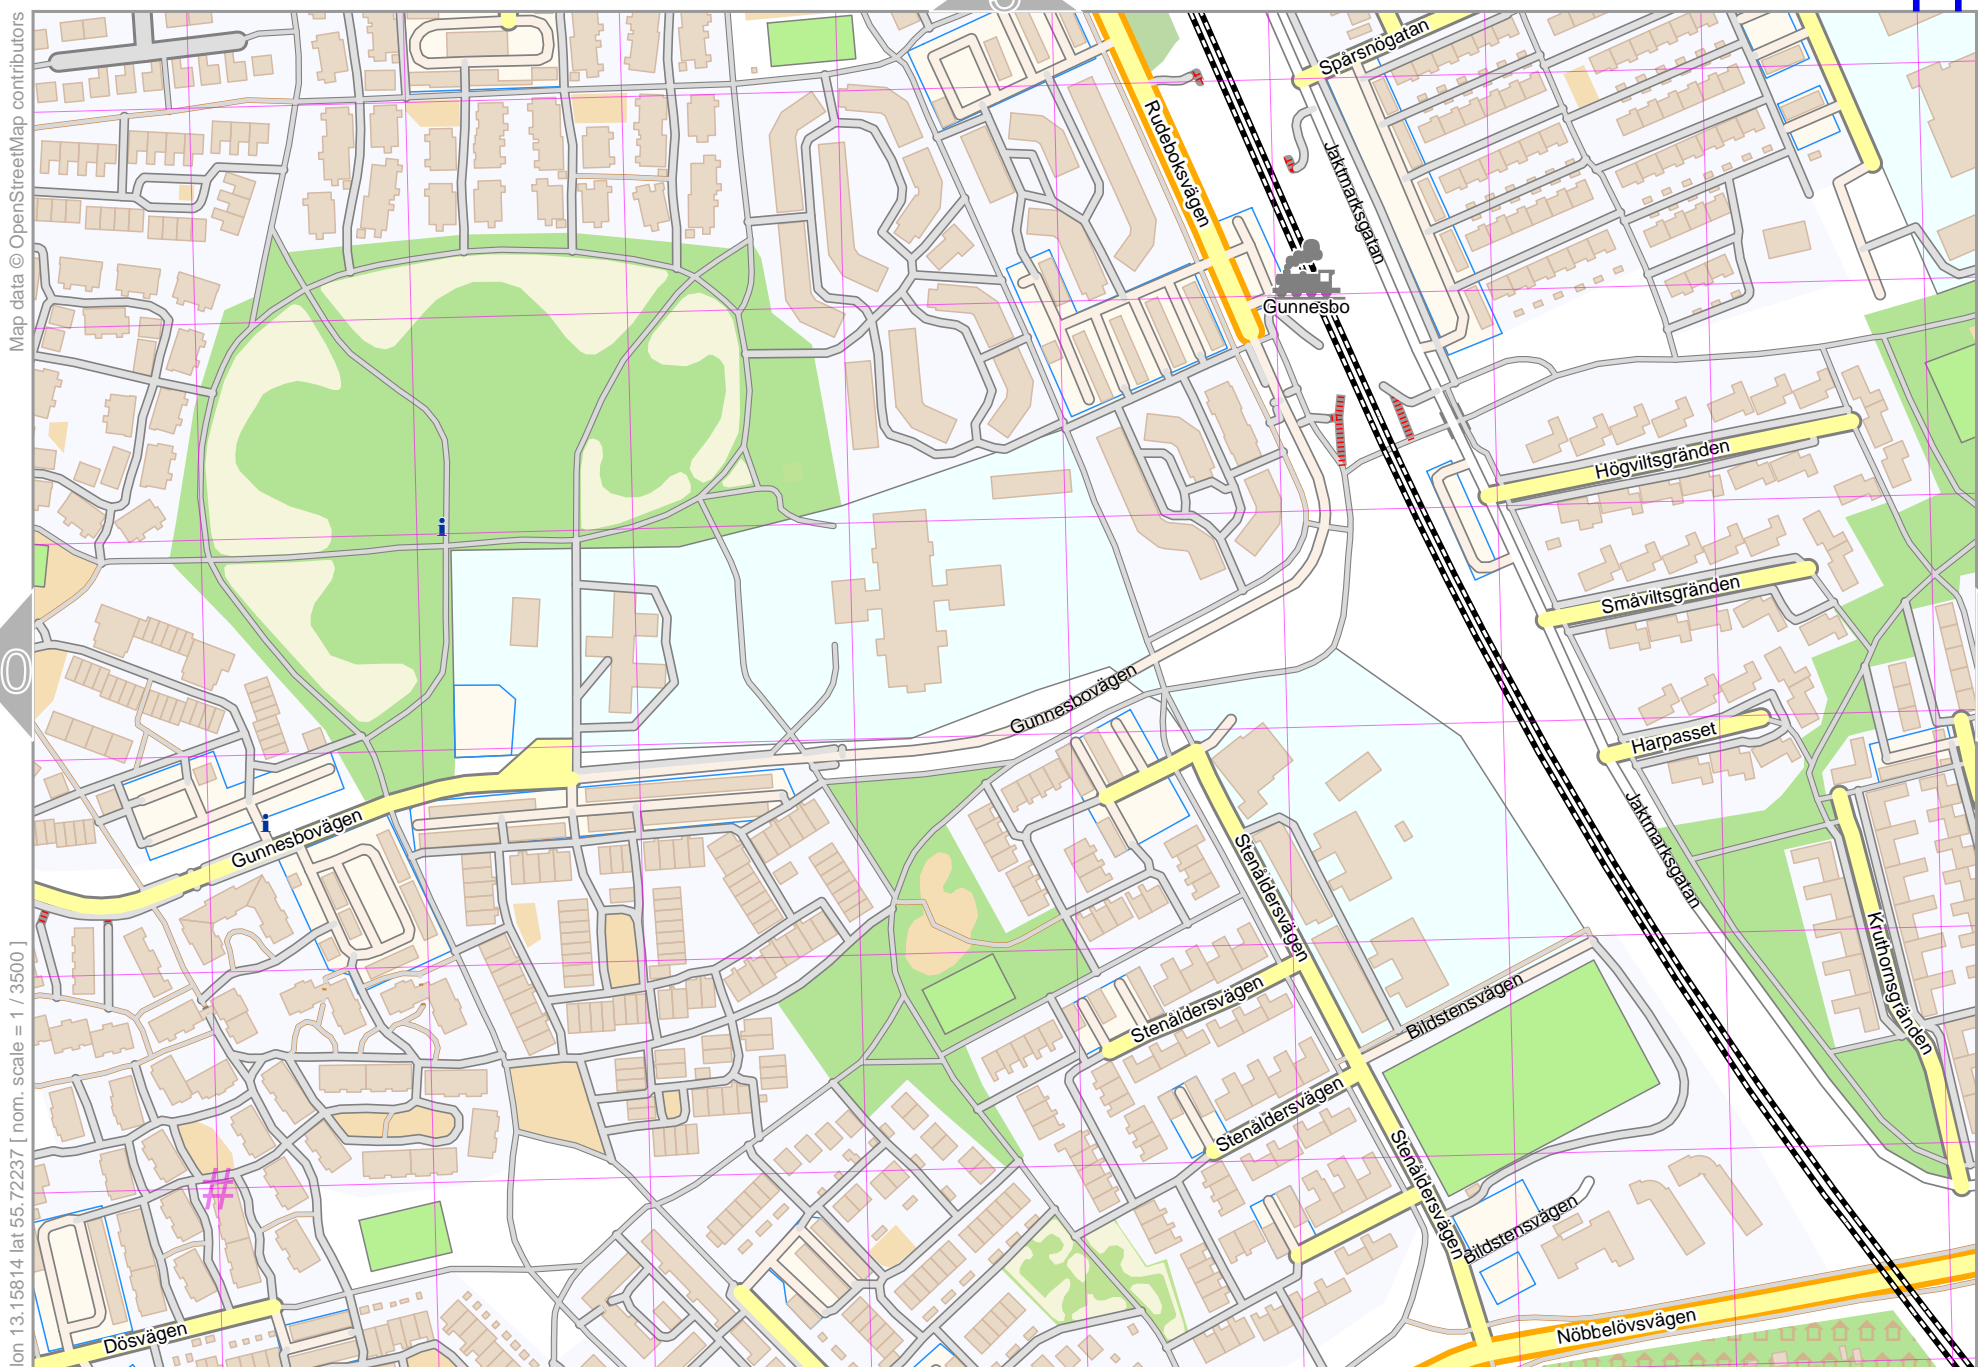 Map data © OpenStreetMap contributors
lon 13.15814 lat 55.72237 [ nom. scale = 1 / 3500 ]
Spårsnögatan
Rudeboksvägen
Jaktmarksgatan
Gunnesbo
Högviltsgränden
i
Småviltsgränden
Gunnesbovägen
Harpasset
i
Gunnesbovägen
Jaktmarksgatan
Stenåldersvägen
Kruthornsgränden
Stenåldersvägen
Bildstensvägen
Stenåldersvägen
Stenåldersvägen
#
Bildstensvägen
Dösvägen
Nöbbelövsvägen